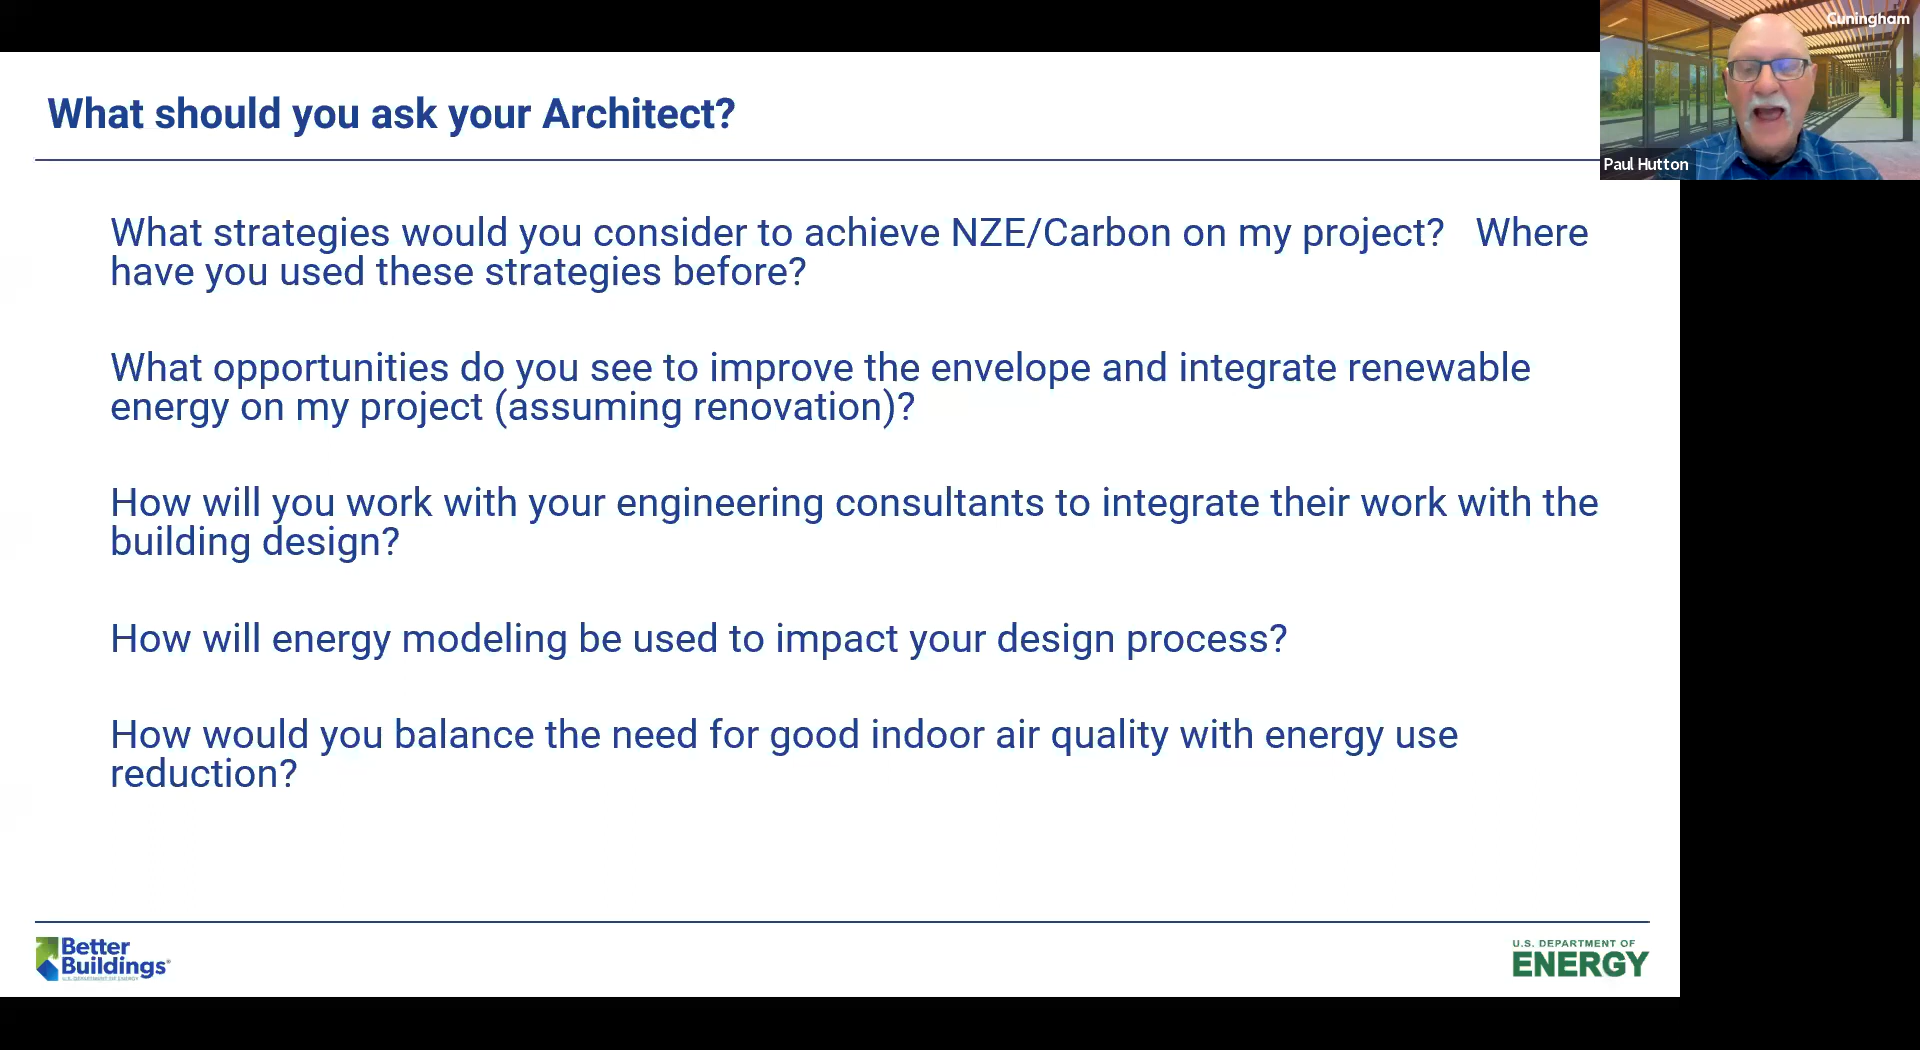 Cuningham
Paul Hutton
What should you ask your Architect?
What strategies would you consider to achieve NZE/Carbon on my project? Where
have you used these strategies before?
What opportunities do you see to improve the envelope and integrate renewable
energy on my project (assuming renovation)?
How will you work with your engineering consultants to integrate their work with the
building design?
How will energy modeling be used to impact your design process?
How would you balance the need for good indoor air quality with energy use
reduction?
Better
Buildings®
U.S. DEPARTMENT OF ENERGY
U.S. DEPARTMENT OF
ENERGY